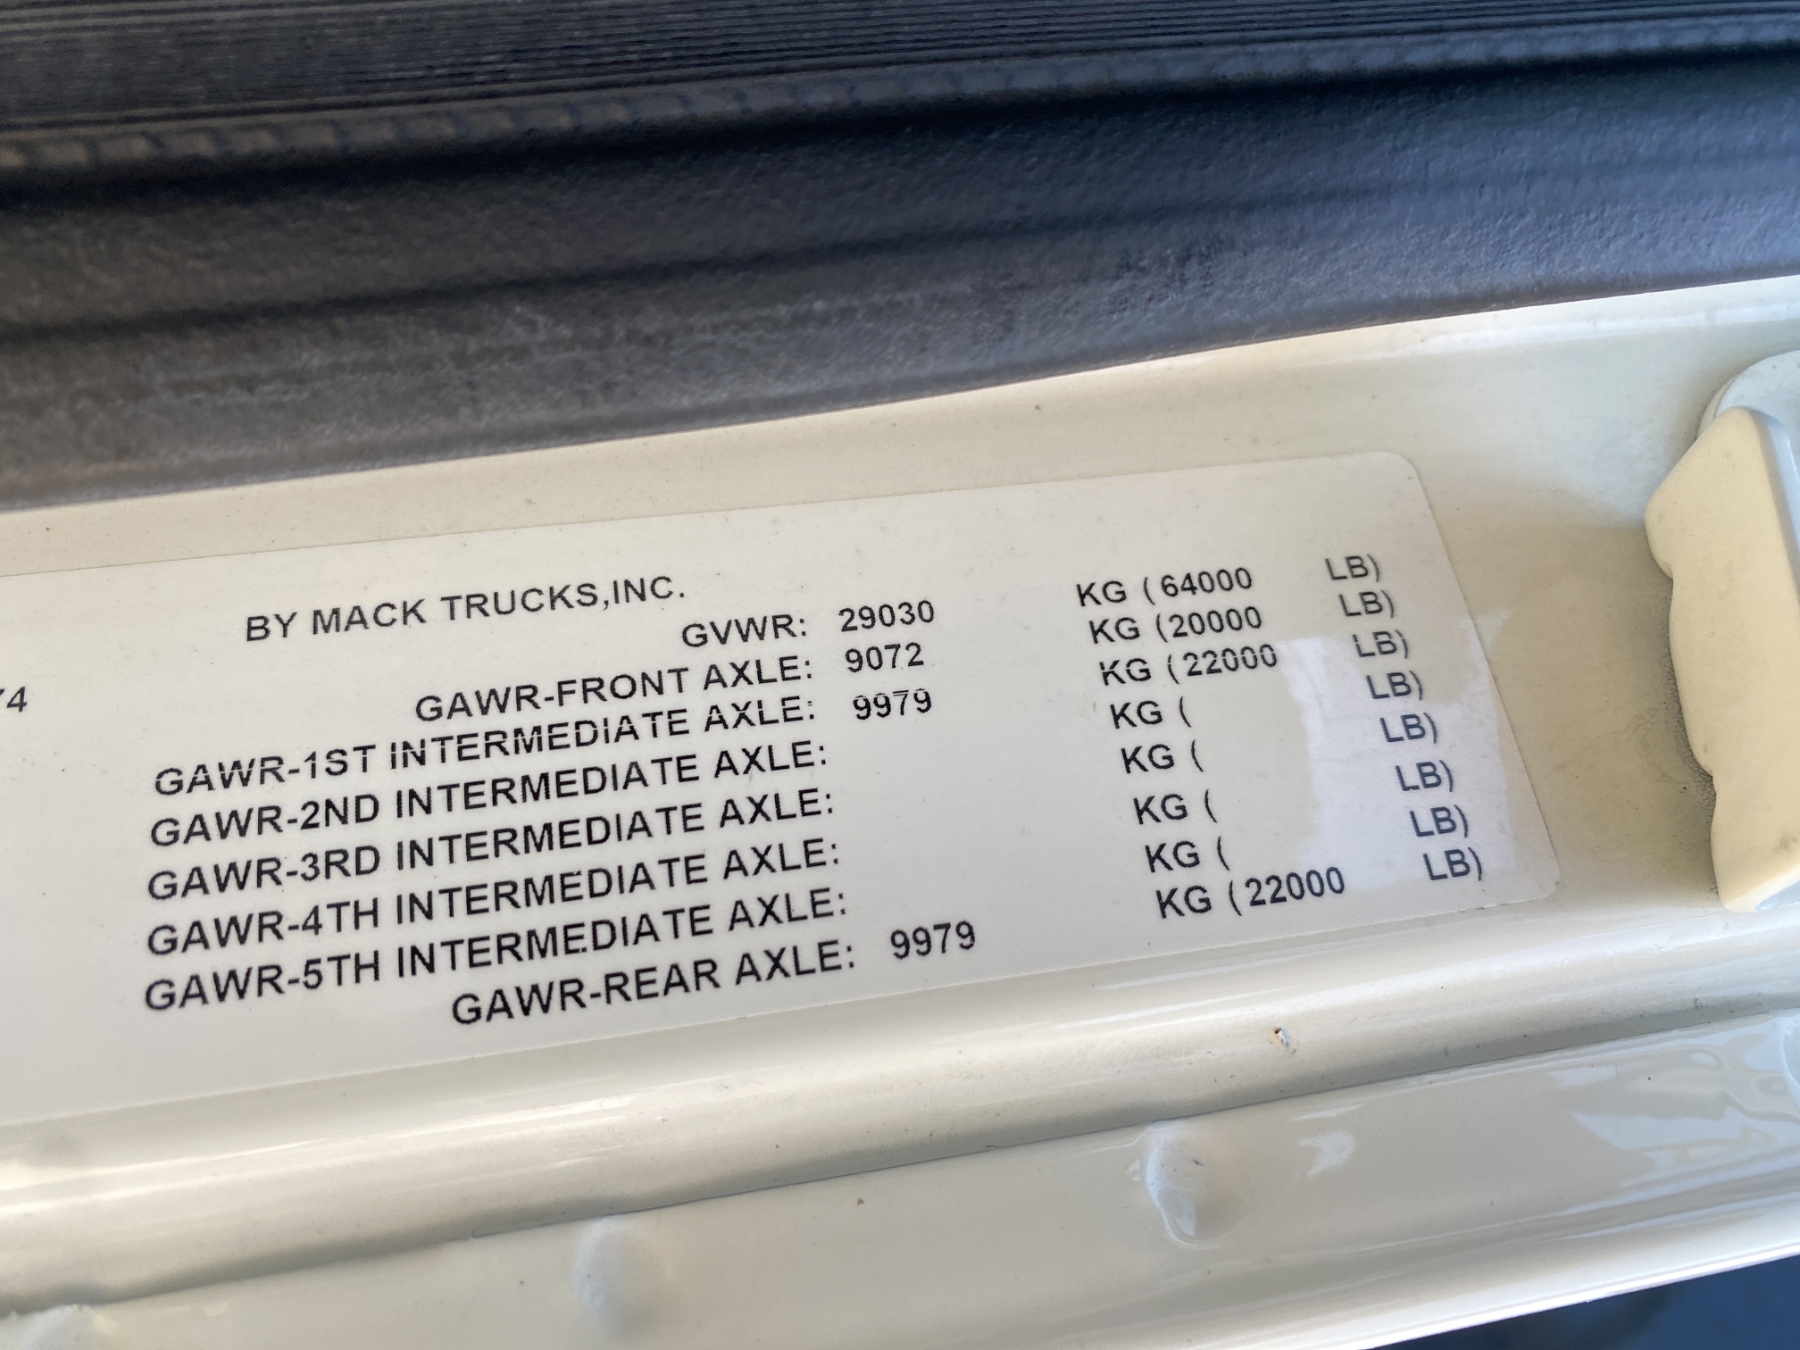 BY MACK TRUCKS,INC.
GVWR: 29030 KG (64000 LB)
GAWR-FRONT AXLE: 9072 KG (20000 LB)
74 GAWR-1ST INTERMEDIATE AXLE: 9979 KG (22000 LB)
GAWR-2ND INTERMEDIATE AXLE: KG ( LB)
GAWR-3RD INTERMEDIATE AXLE: KG ( LB)
GAWR-4TH INTERMEDIATE AXLE: KG ( LB)
GAWR-5TH INTERMEDIATE AXLE: KG ( LB)
GAWR-REAR AXLE: 9979 KG (22000 LB)